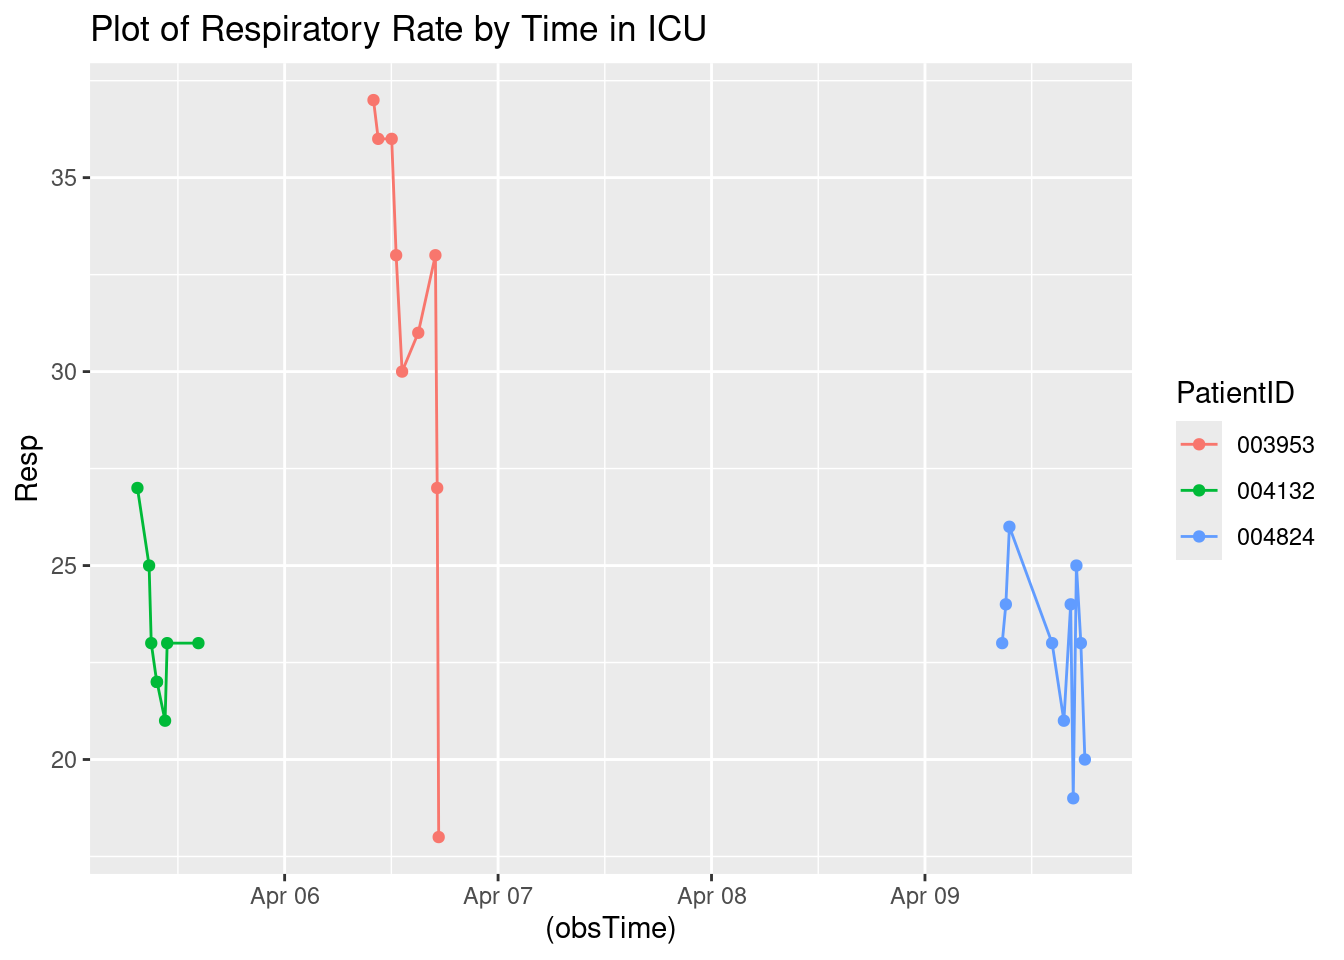 Plot of Respiratory Rate by Time in ICU
35
30
25
20
Resp
Apr 06 Apr 07 Apr 08 Apr 09
(obsTime)
PatientID
003953
004132
004824